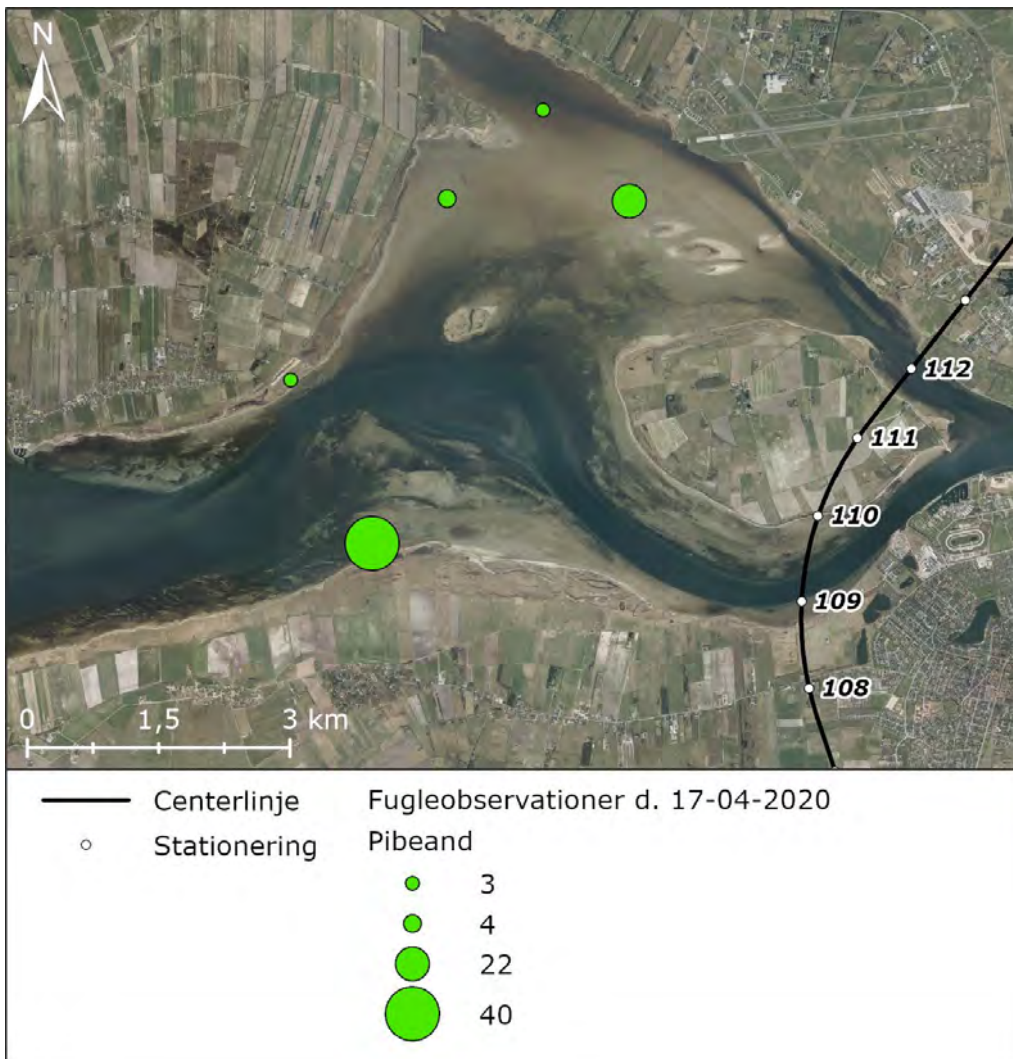 N
112
111
110
109
108
0 1,5 3 km
Centerlinje
Stationering
Fugleobservationer d. 17-04-2020
Pibeand
3
4
22
40